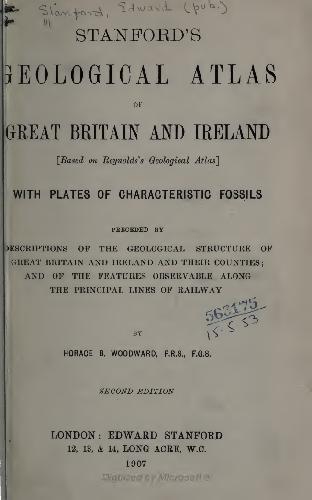 Stanford, Edward (pub.)
STANFORD'S
GEOLOGICAL ATLAS
OF
GREAT BRITAIN AND IRELAND
[Based on Reynolds's Geological Atlas]
WITH PLATES OF CHARACTERISTIC FOSSILS
PRECEDED BY
DESCRIPTIONS OF THE GEOLOGICAL STRUCTURE OF
GREAT BRITAIN AND IRELAND AND THEIR COUNTIES;
AND OF THE FEATURES OBSERVABLE ALONG
THE PRINCIPAL LINES OF RAILWAY
563175
15.5.53
BY
HORACE B. WOODWARD, F.R.S., F.G.S.
SECOND EDITION
LONDON: EDWARD STANFORD
12, 13, & 14, LONG ACRE, W.C.
1907
Digitized by Microsoft ®